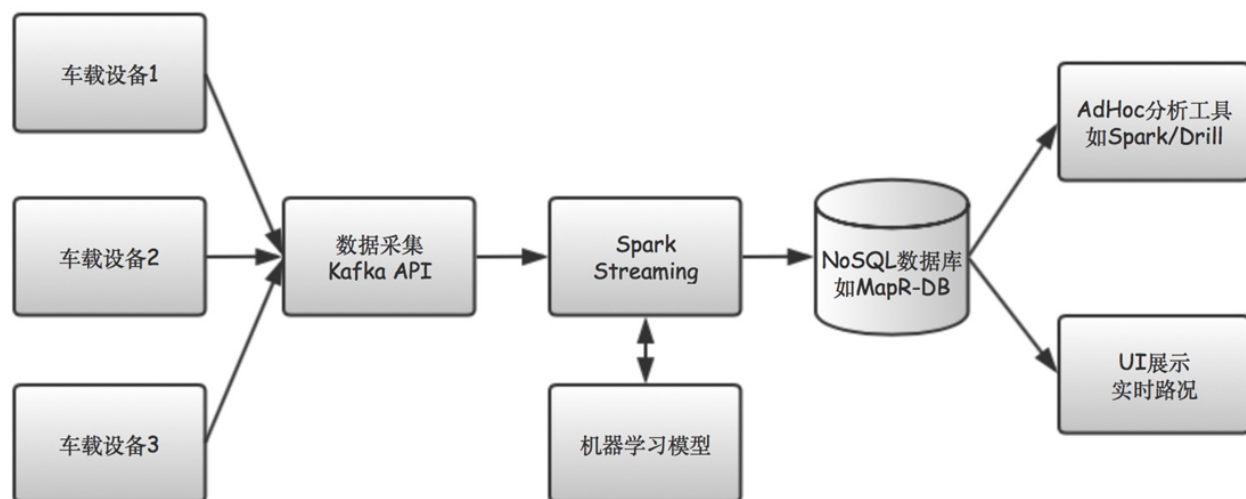 车载设备1
车载设备2
车载设备3
数据采集
Kafka API
Spark
Streaming
机器学习模型
NoSQL数据库
如MapR-DB
AdHoc分析工具
如Spark/Drill
UI展示
实时路况